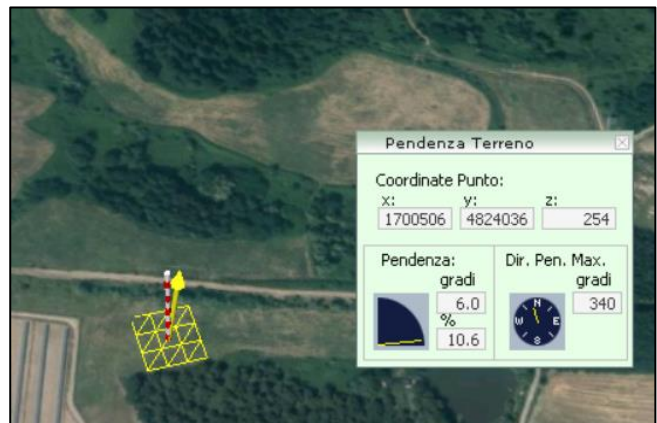 Pendenza Terreno
Coordinate Punto:
x: y: z:
1700506 4824036 254
Pendenza: Dir. Pen. Max.
gradi gradi
6.0 340
%
10.6
N
W E
S